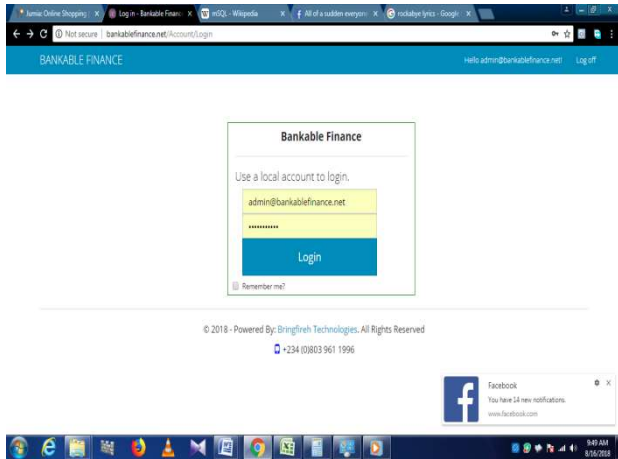 Jumia: Online Shopping
Log in - Bankable Financ
mSQL - Wikipedia
All of a sudden everyon
rockabye lyrics - Google
Not secure | bankablefinance.net/Account/Login
BANKABLE FINANCE
Hello admin@bankablefinance.net!
Log off
Bankable Finance
Use a local account to login.
admin@bankablefinance.net
Login
Remember me?
© 2018 - Powered By: Bringfireh Technologies. All Rights Reserved
+234 (0)803 961 1996
Facebook
You have 14 new notifications.
www.facebook.com
9:49 AM
8/16/2018